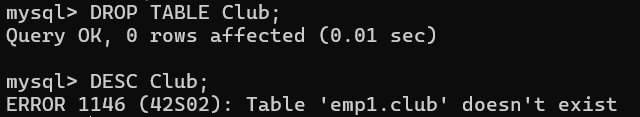 mysql> DROP TABLE Club;
Query OK, 0 rows affected (0.01 sec)
mysql> DESC Club;
ERROR 1146 (42S02): Table 'emp1.club' doesn't exist